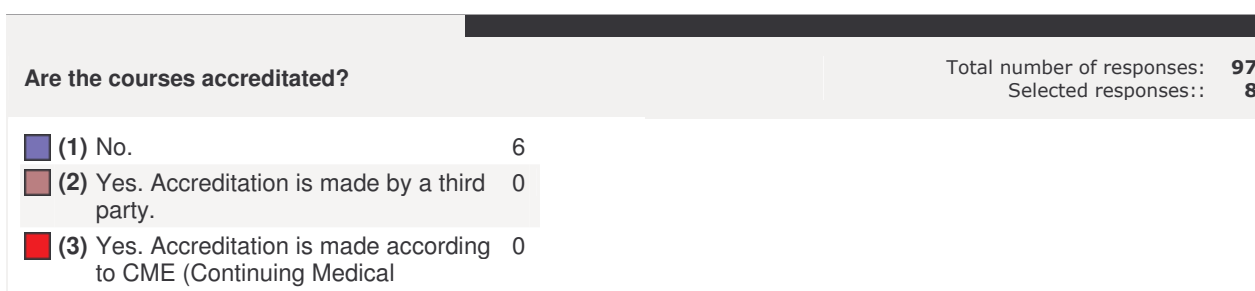 Are the courses accreditated?
Total number of responses: 97
Selected responses:: 8
(1) No. 6
(2) Yes. Accreditation is made by a third 0
party.
(3) Yes. Accreditation is made according 0
to CME (Continuing Medical